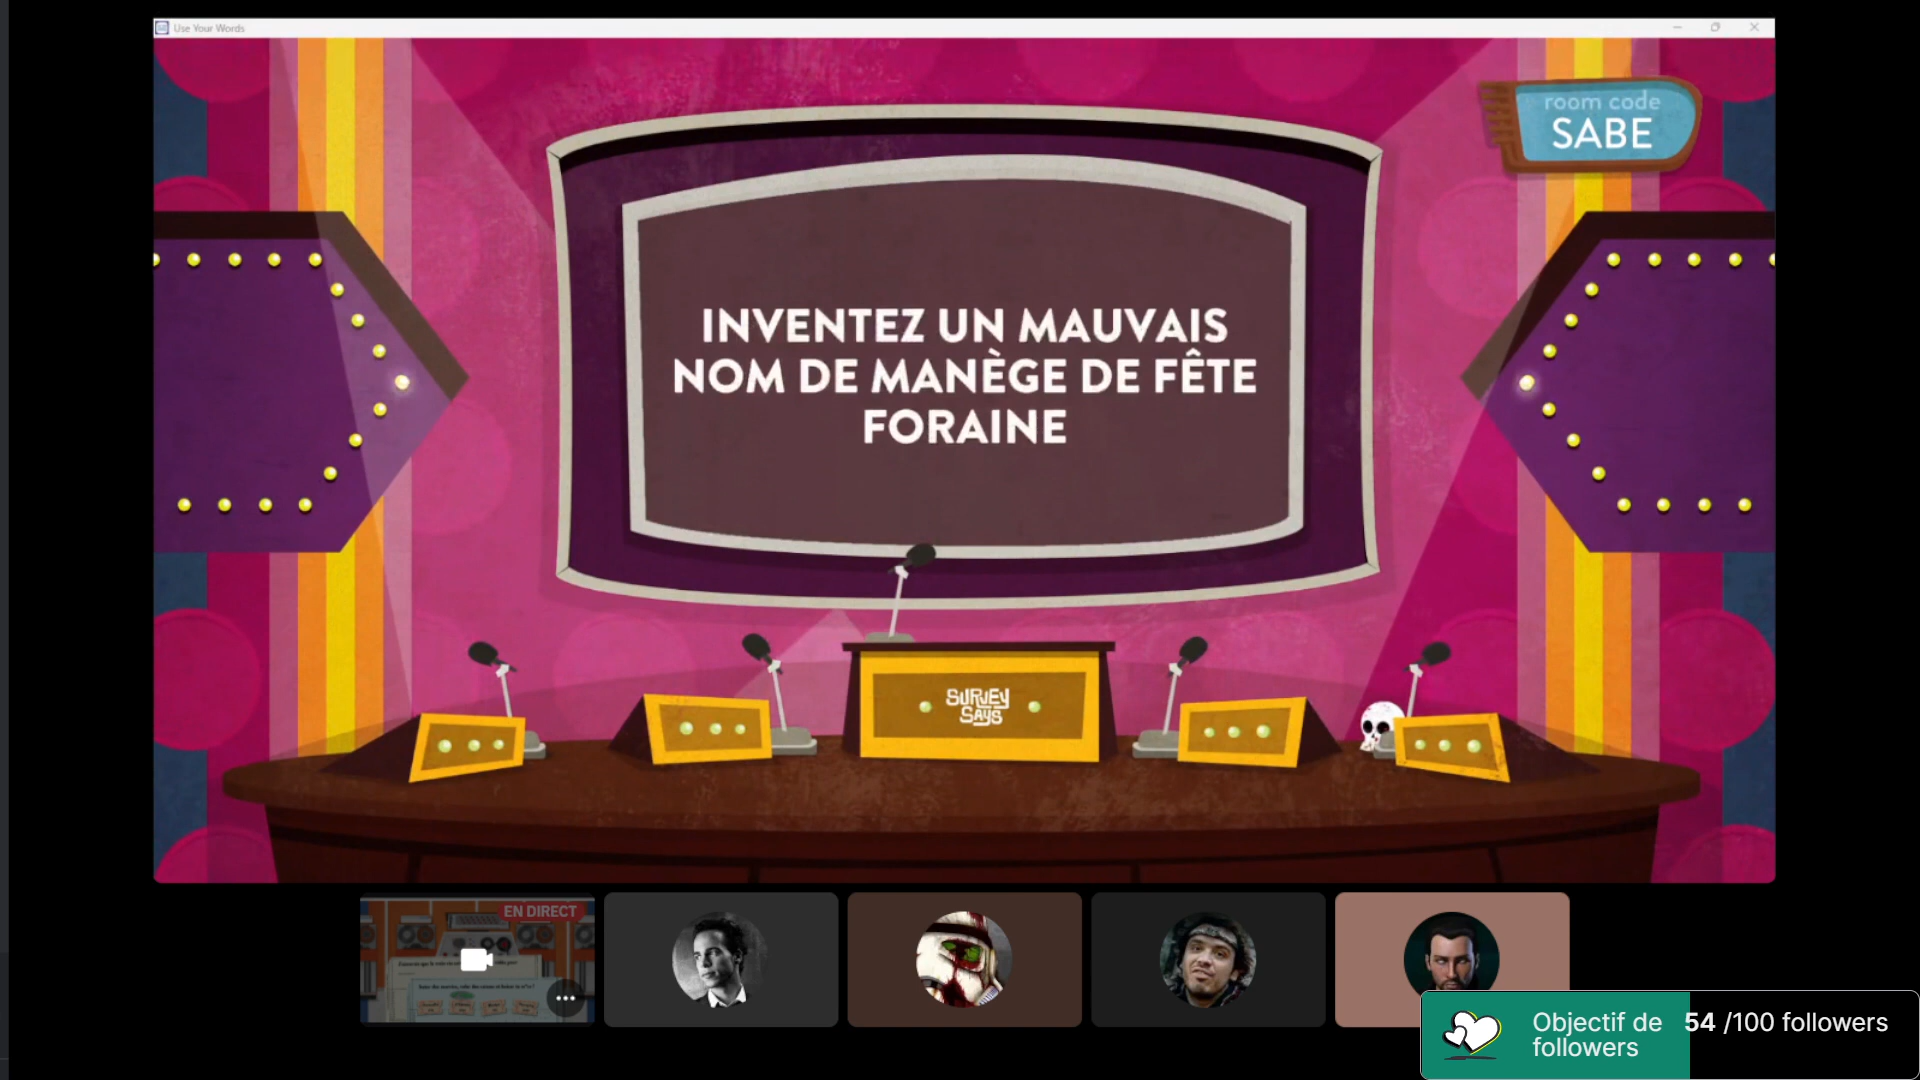 Use Your Words
room code
SABE
INVENTEZ UN MAUVAIS
NOM DE MANÈGE DE FÊTE
FORAINE
SURVEY
SAYS
EN DIRECT
Objectif de
followers
54 /100 followers